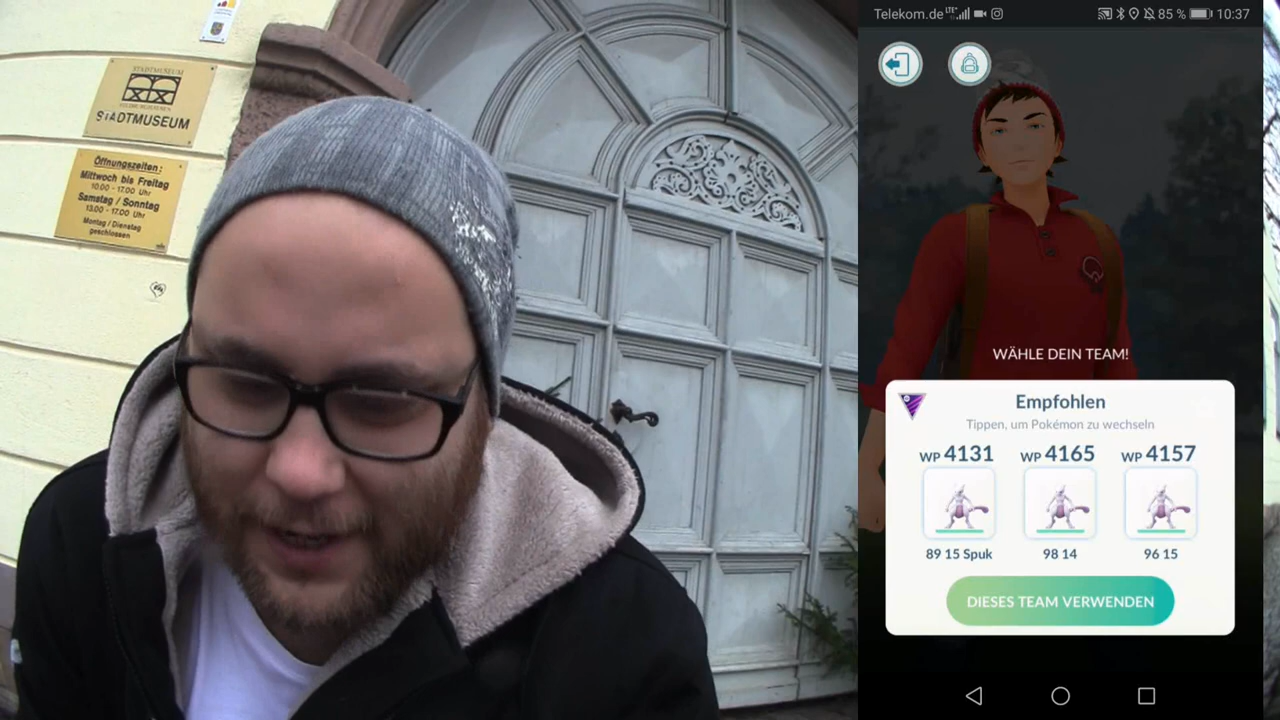 STADTMUSEUM
STADTMUSEUM
Öffnungszeiten:
Mittwoch bis Freitag
10.00 - 17.00 Uhr
Samstag / Sonntag
13.00 - 17.00 Uhr
Montag / Dienstag
geschlossen
Telekom.de
85 %
10:37
WÄHLE DEIN TEAM!
Empfohlen
Tippen, um Pokémon zu wechseln
WP 4131 WP 4165 WP 4157
89 15 Spuk 98 14 96 15
DIESES TEAM VERWENDEN